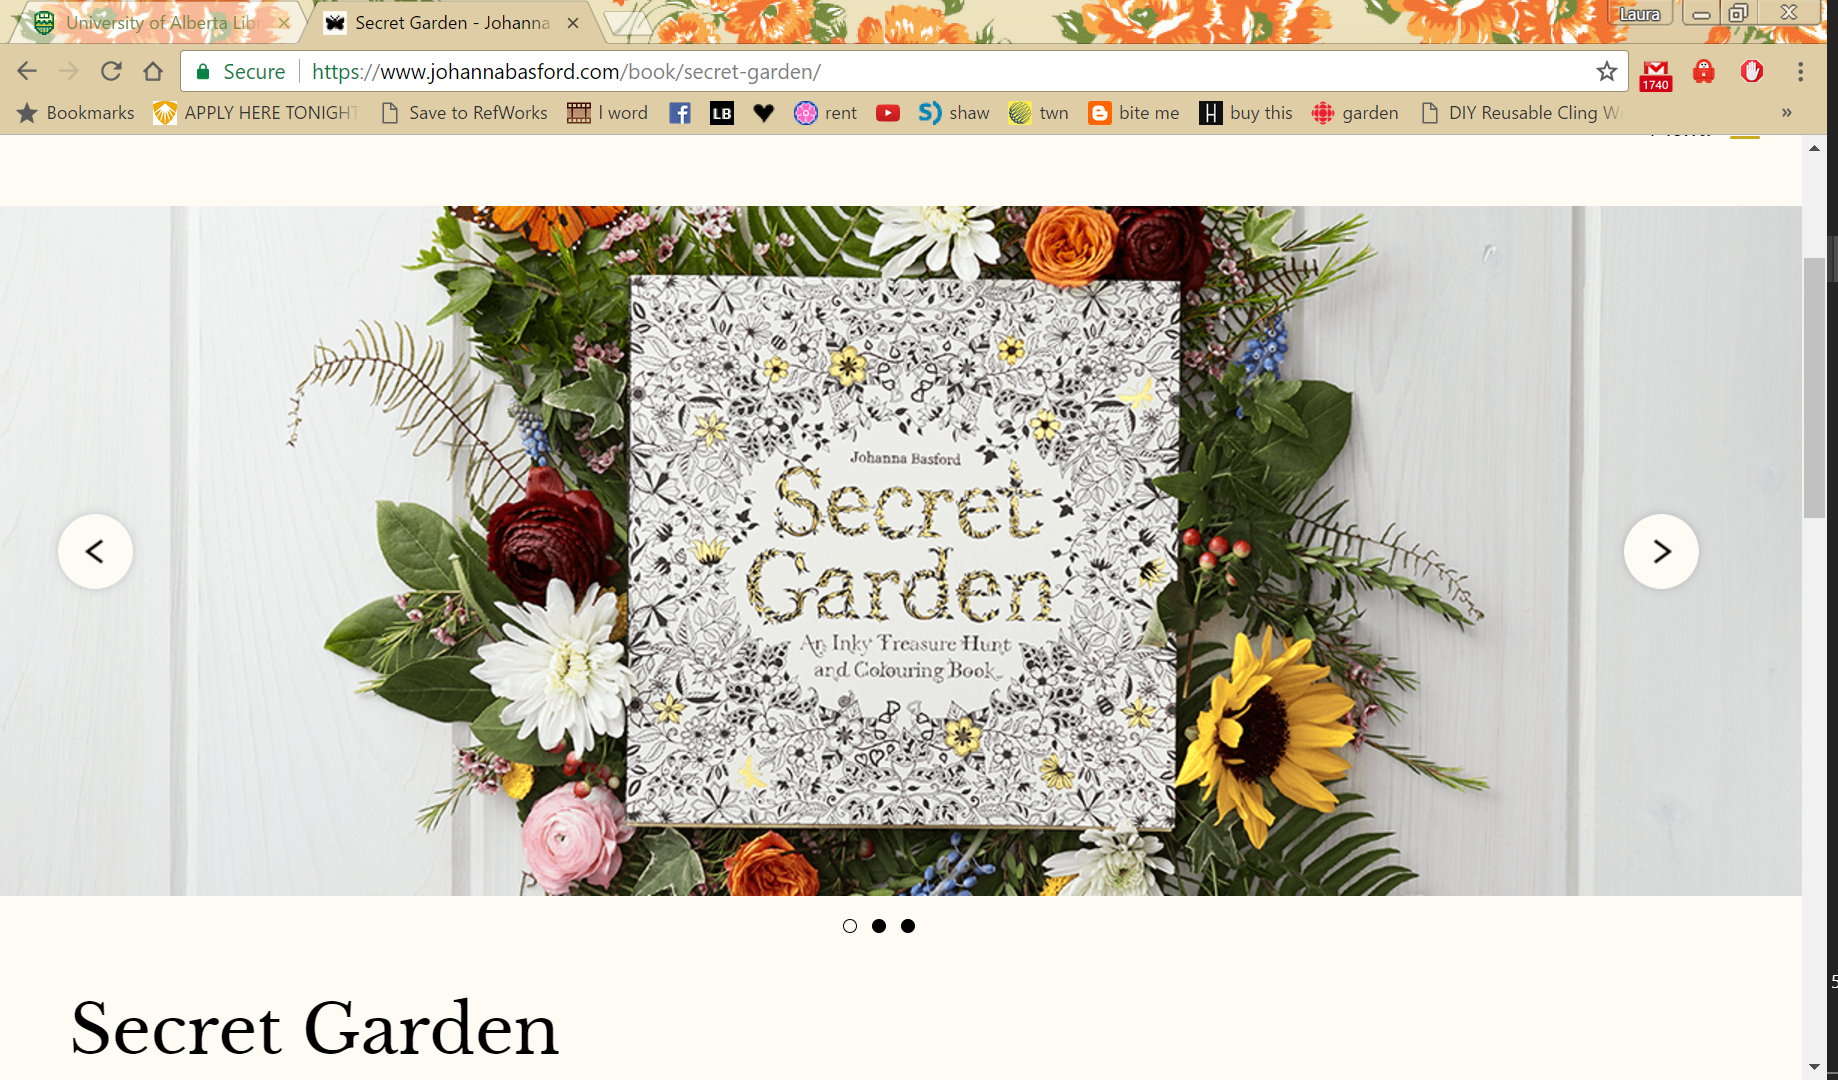 University of Alberta Libr
Secret Garden - Johanna
Laura
Secure
https://www.johannabasford.com/book/secret-garden/
1740
Bookmarks
APPLY HERE TONIGHT
Save to RefWorks
I word
LB
rent
shaw
twn
bite me
H
buy this
garden
DIY Reusable Cling W
»
Johanna Basford
Secret
Garden
An Inky Treasure Hunt
and Colouring Book
Secret Garden